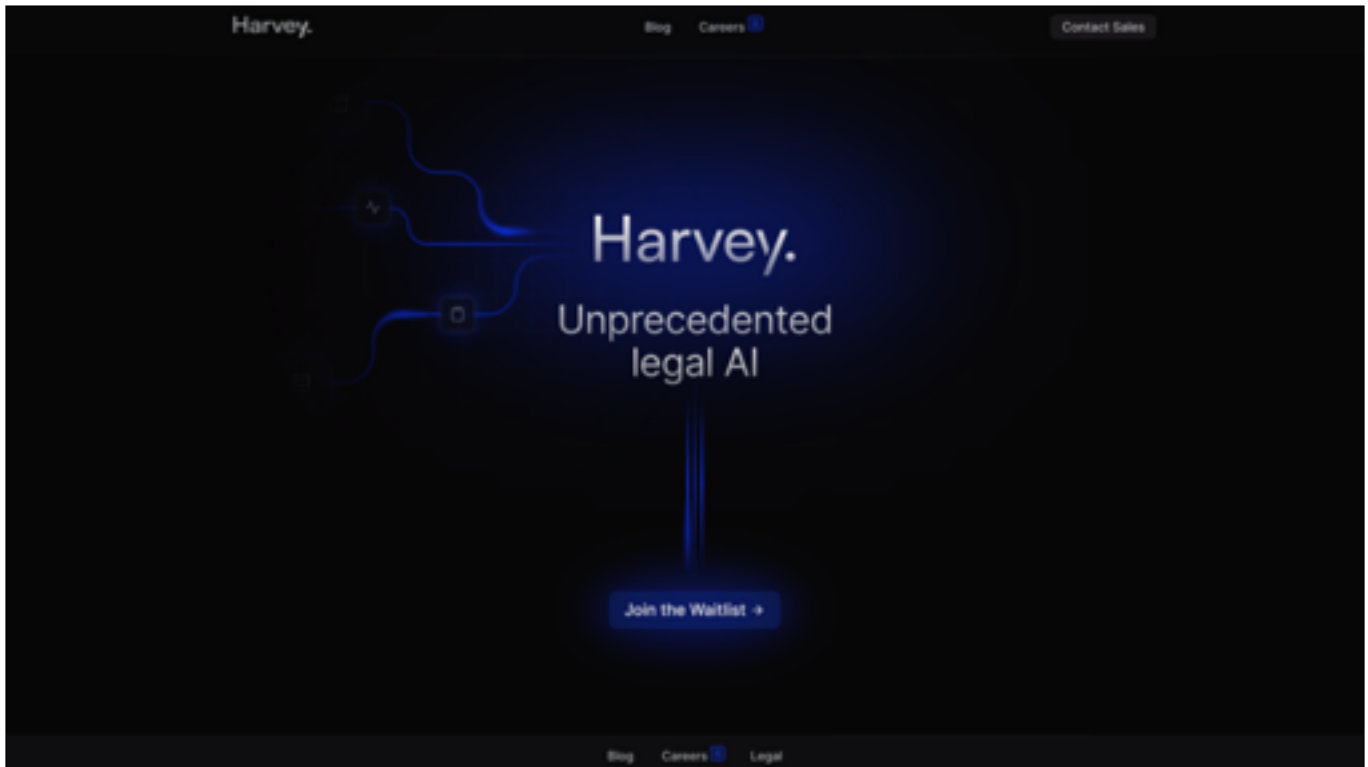 Harvey.
Blog
Careers
Contact Sales
Harvey.
Unprecedented
legal AI
Join the Waitlist →
Blog
Careers
Legal